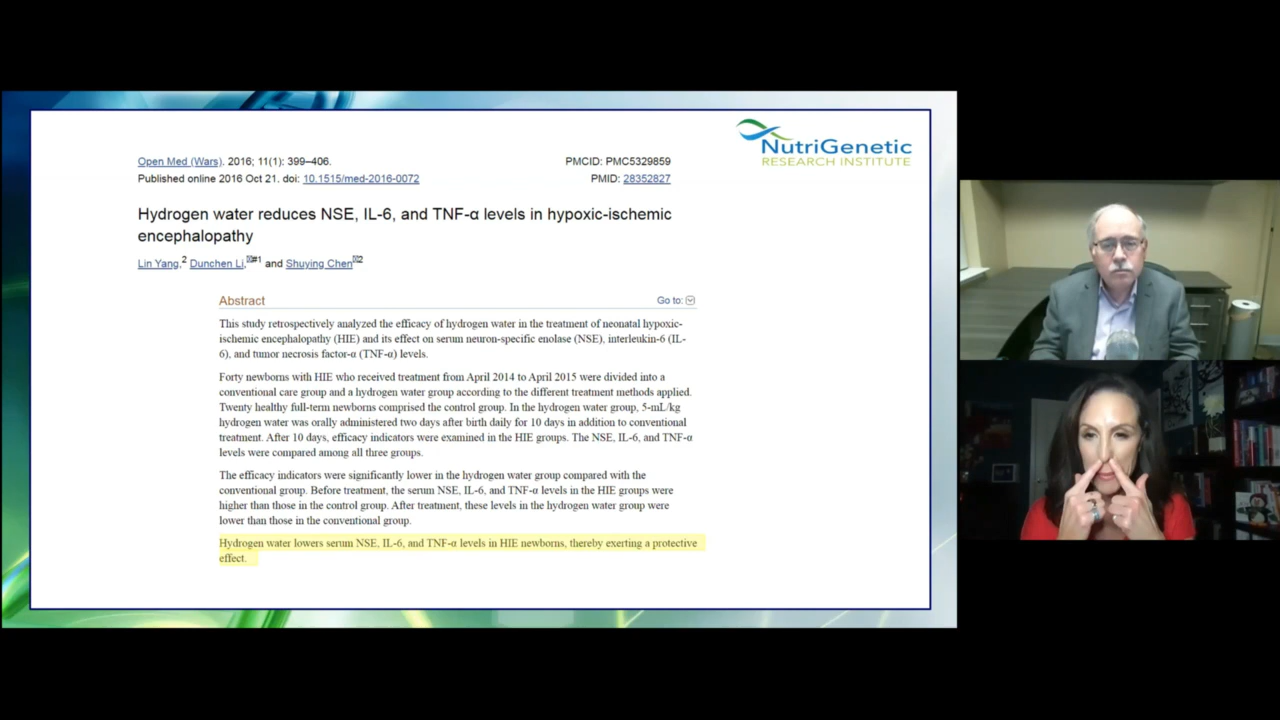 NutriGenetic
RESEARCH INSTITUTE
Open Med (Wars). 2016; 11(1): 399–406.
PMCID: PMC5329859
Published online 2016 Oct 21. doi: 10.1515/med-2016-0072
PMID: 28352827
Hydrogen water reduces NSE, IL-6, and TNF-α levels in hypoxic-ischemic
encephalopathy
Lin Yang,2 Dunchen Li,✉#1 and Shuying Chen✉2
Abstract
Go to:
This study retrospectively analyzed the efficacy of hydrogen water in the treatment of neonatal hypoxic-
ischemic encephalopathy (HIE) and its effect on serum neuron-specific enolase (NSE), interleukin-6 (IL-
6), and tumor necrosis factor-α (TNF-α) levels.
Forty newborns with HIE who received treatment from April 2014 to April 2015 were divided into a
conventional care group and a hydrogen water group according to the different treatment methods applied.
Twenty healthy full-term newborns comprised the control group. In the hydrogen water group, 5-mL/kg
hydrogen water was orally administered two days after birth daily for 10 days in addition to conventional
treatment. After 10 days, efficacy indicators were examined in the HIE groups. The NSE, IL-6, and TNF-α
levels were compared among all three groups.
The efficacy indicators were significantly lower in the hydrogen water group compared with the
conventional group. Before treatment, the serum NSE, IL-6, and TNF-α levels in the HIE groups were
higher than those in the control group. After treatment, these levels in the hydrogen water group were
lower than those in the conventional group.
Hydrogen water lowers serum NSE, IL-6, and TNF-α levels in HIE newborns, thereby exerting a protective
effect.